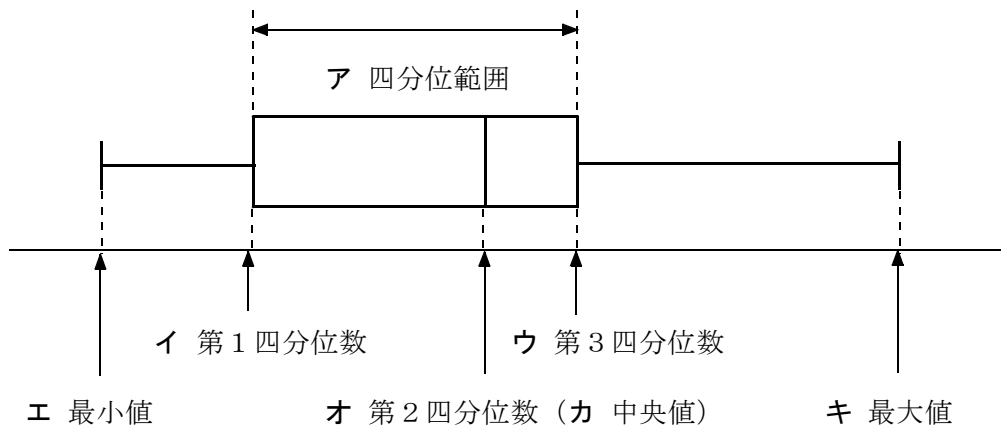 ア 四分位範囲
イ 第１四分位数 ウ 第３四分位数
エ 最小値 オ 第２四分位数（カ 中央値） キ 最大値